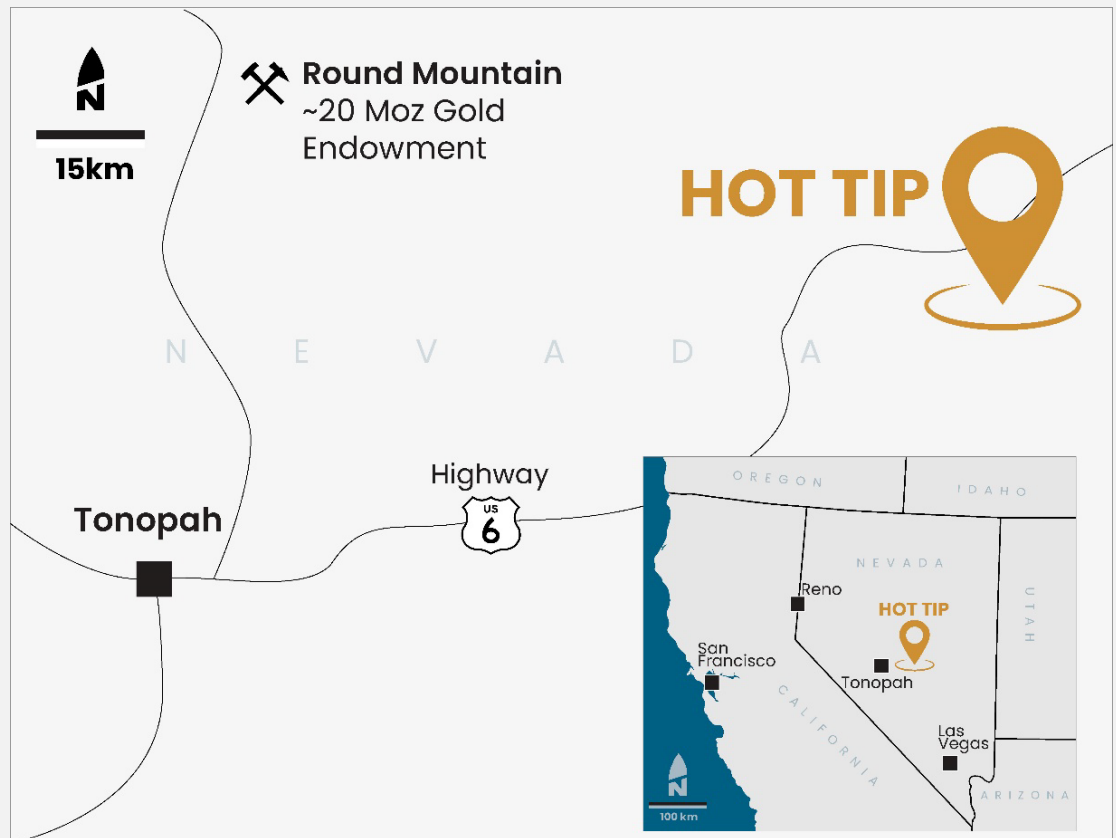 N
15km
Round Mountain
~20 Moz Gold
Endowment
HOT TIP
N E V A D A
Highway
US
6
Tonopah
OREGON
IDAHO
NEVADA
UTAH
Reno
HOT TIP
San
Francisco
Tonopah
CALIFORNIA
Las
Vegas
ARIZONA
N
100 km